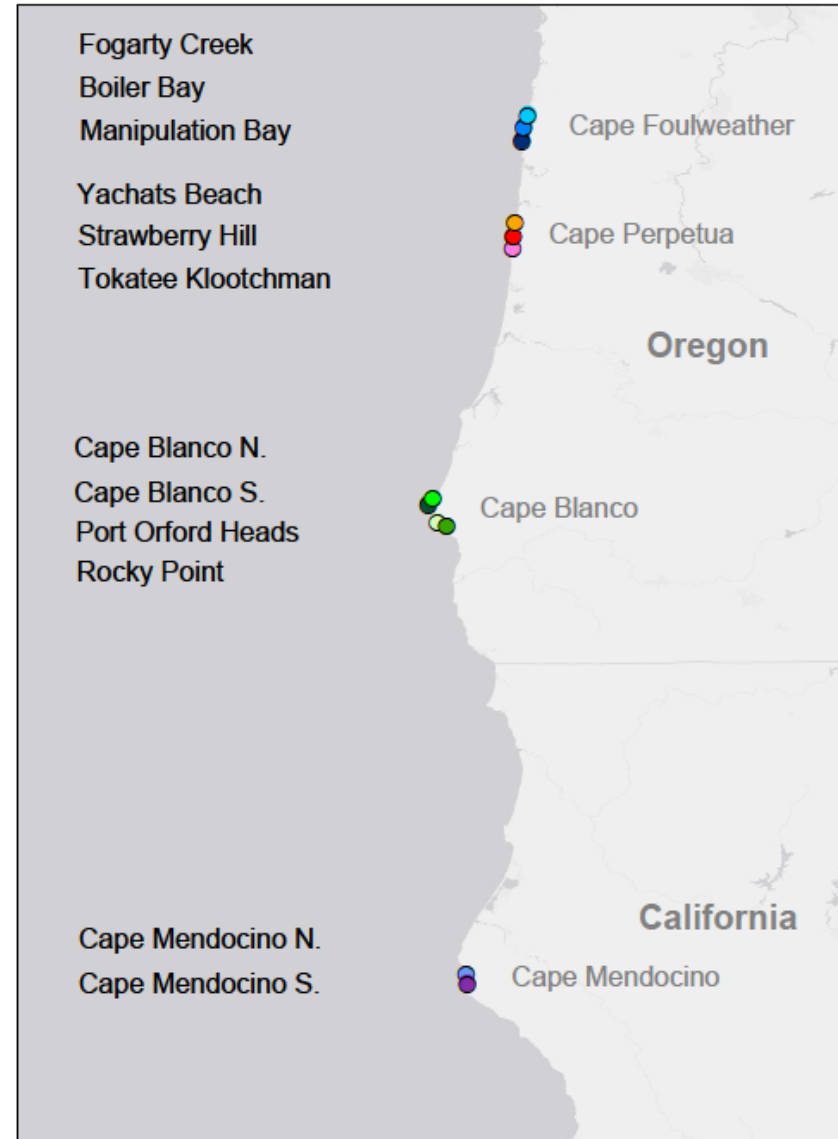 Fogarty Creek
Boiler Bay
Manipulation Bay
Cape Foulweather
Yachats Beach
Strawberry Hill
Tokatee Klootchman
Cape Perpetua
Oregon
Cape Blanco N.
Cape Blanco S.
Port Orford Heads
Rocky Point
Cape Blanco
California
Cape Mendocino N.
Cape Mendocino S.
Cape Mendocino